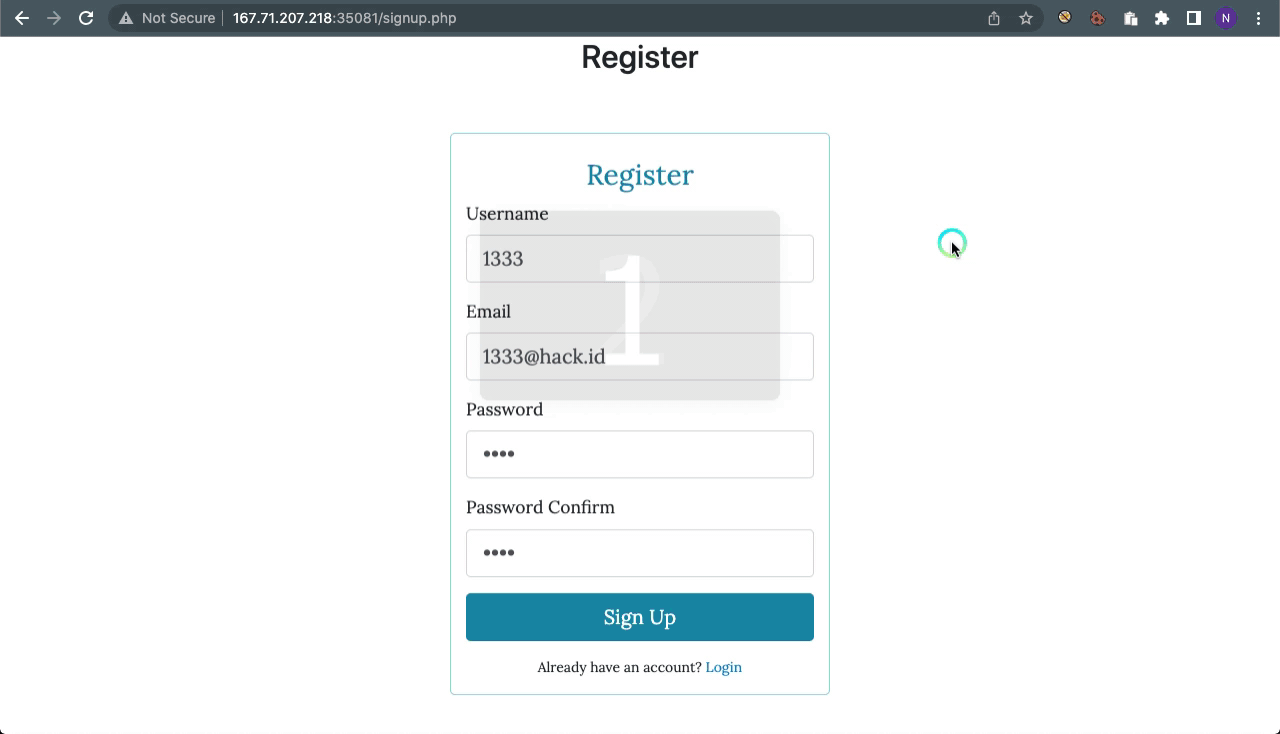 Not Secure 167.71.207.218:35081/signup.php
N
Register
Register
Username
1333
1
Email
1333@hack.id
Password
••••
Password Confirm
••••
Sign Up
Already have an account? Login